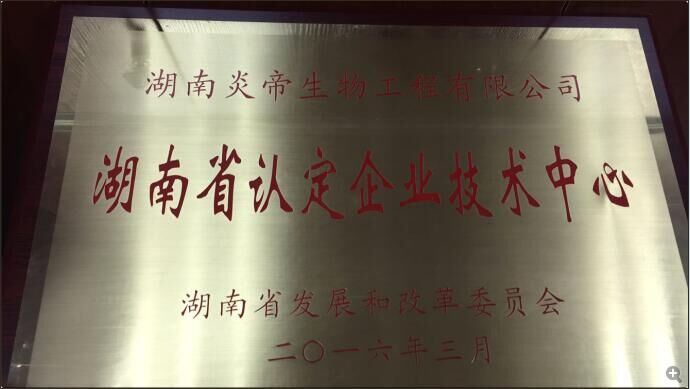 湖南炎帝生物工程有限公司
湖南省认定企业技术中心
湖南省发展和改革委员会
二〇一六年三月